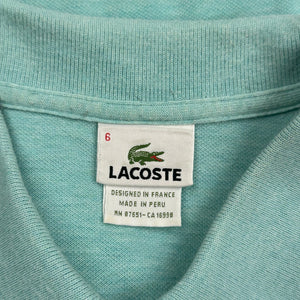 6
LACOSTE
DESIGNED IN FRANCE
MADE IN PERU
RN 87651-CA 16998